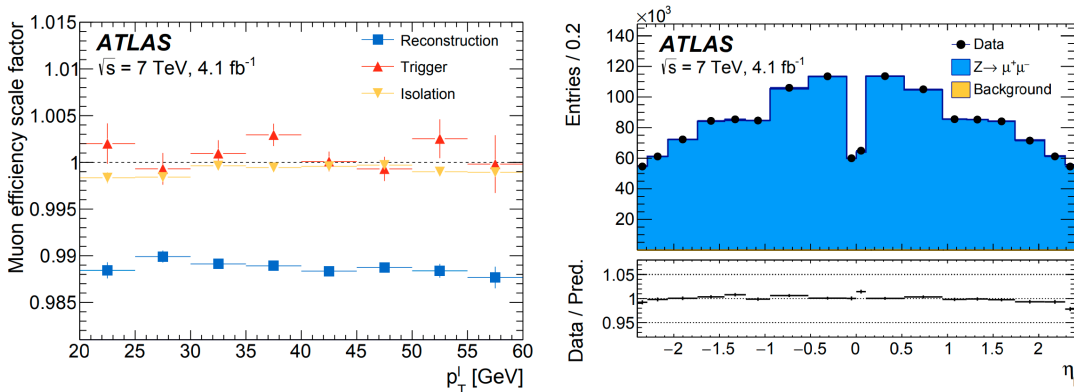 Muon efficiency scale factor
1.015
1.01
1.005
1
0.995
0.99
0.985
ATLAS
√s = 7 TeV, 4.1 fb⁻¹
Reconstruction
Trigger
Isolation
20 25 30 35 40 45 50 55 60
p_T^l [GeV]
×10³
Entries / 0.2
140
120
100
80
60
40
20
ATLAS
√s = 7 TeV, 4.1 fb⁻¹
Data
Z→ μ⁺μ⁻
Background
Data / Pred.
1.05
1
0.95
−2 −1.5 −1 −0.5 0 0.5 1 1.5 2
η